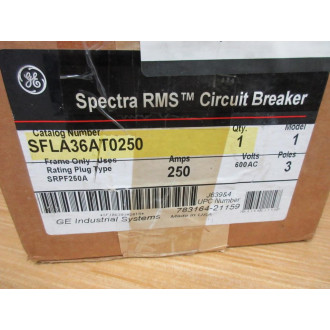 GE
Spectra RMS™ Circuit Breaker
Catalog Number Qty. Model
SFLA36AT0250 1 1
Frame Only Uses Amps Volts Poles
Rating Plug Type 250 600AC 3
SRPF250A
J63984
UPC Number
GE Industrial Systems
783164-21159